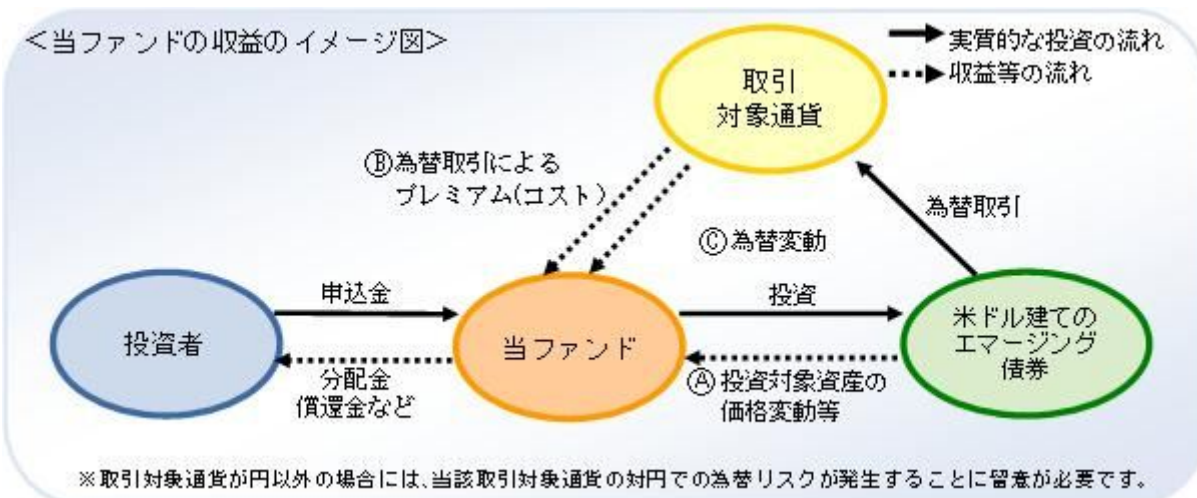 ＜当ファンドの収益のイメージ図＞
実質的な投資の流れ
収益等の流れ
取引
対象通貨
Ⓑ為替取引による
プレミアム(コスト)
為替取引
Ⓒ為替変動
申込金
投資
投資者
当ファンド
米ドル建ての
エマージング
債券
分配金
償還金など
Ⓐ投資対象資産の
価格変動等
※取引対象通貨が円以外の場合には、当該取引対象通貨の対円での為替リスクが発生することに留意が必要です。